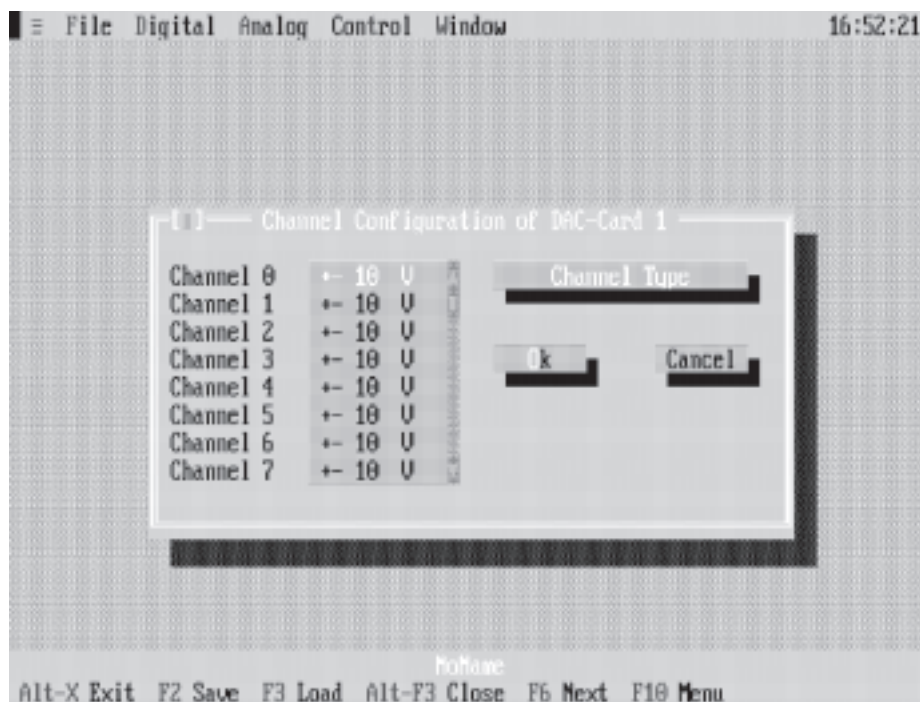 ≡ File Digital Analog Control Window 16:52:21
[ ] Channel Configuration of DAC-Card 1
Channel 0 +- 10 V
Channel 1 +- 10 V
Channel 2 +- 10 V
Channel 3 +- 10 V
Channel 4 +- 10 V
Channel 5 +- 10 V
Channel 6 +- 10 V
Channel 7 +- 10 V
Channel Type
Ok Cancel
NoName
Alt-X Exit F2 Save F3 Load Alt-F3 Close F6 Next F10 Menu